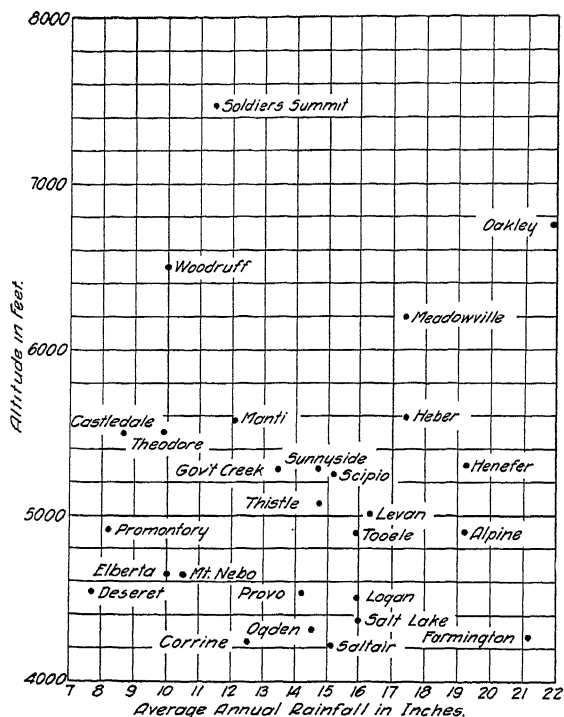 8000
Soldiers Summit
7000
Oakley
Woodruff
Meadowville
6000
Altitude in Feet.
Castledale
Manti
Heber
Theodore
Sunnyside
Gov't Creek
Scipio
Henefer
Thistle
Levan
5000
Promontory
Tooele
Alpine
Elberta
Mt. Nebo
Deseret
Provo
Logan
Salt Lake
Ogden
Corrine
Saltair
Farmington
4000
7 8 9 10 11 12 13 14 15 16 17 18 19 20 21 22
Average Annual Rainfall in Inches.